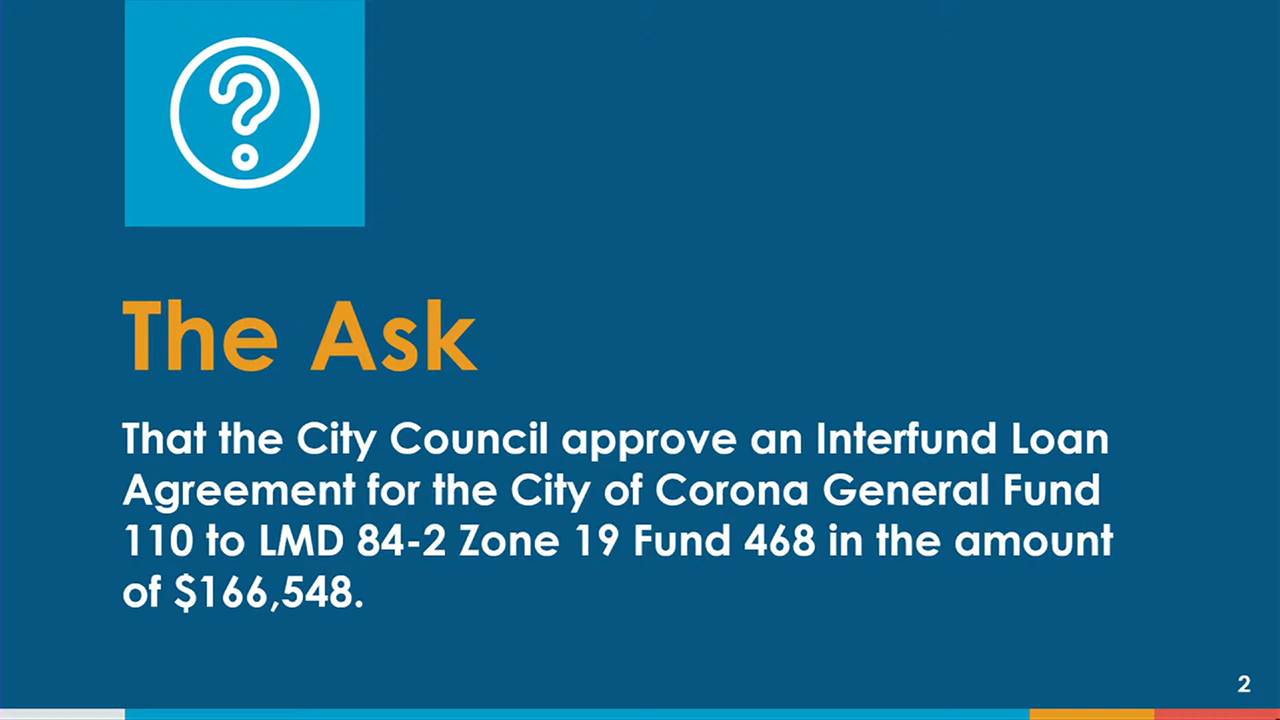 The Ask
That the City Council approve an Interfund Loan
Agreement for the City of Corona General Fund
110 to LMD 84-2 Zone 19 Fund 468 in the amount
of $166,548.
2